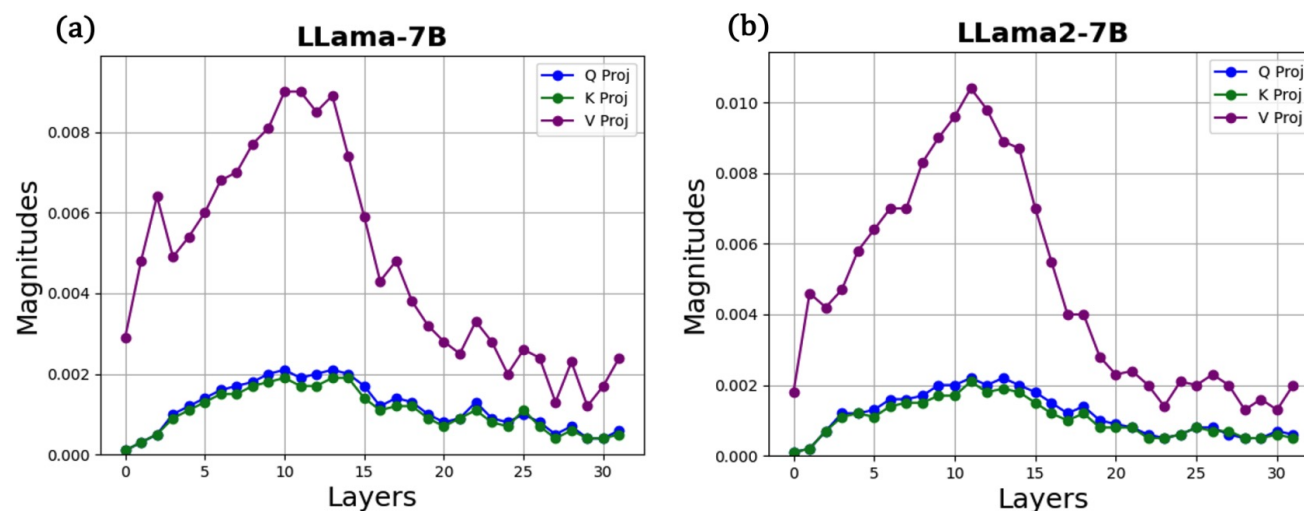 (a)
LLama-7B
Q Proj
K Proj
V Proj
0.008
0.006
0.004
0.002
0.000
Magnitudes
0 5 10 15 20 25 30
Layers
(b)
LLama2-7B
Q Proj
K Proj
V Proj
0.010
0.008
0.006
0.004
0.002
0.000
Magnitudes
0 5 10 15 20 25 30
Layers